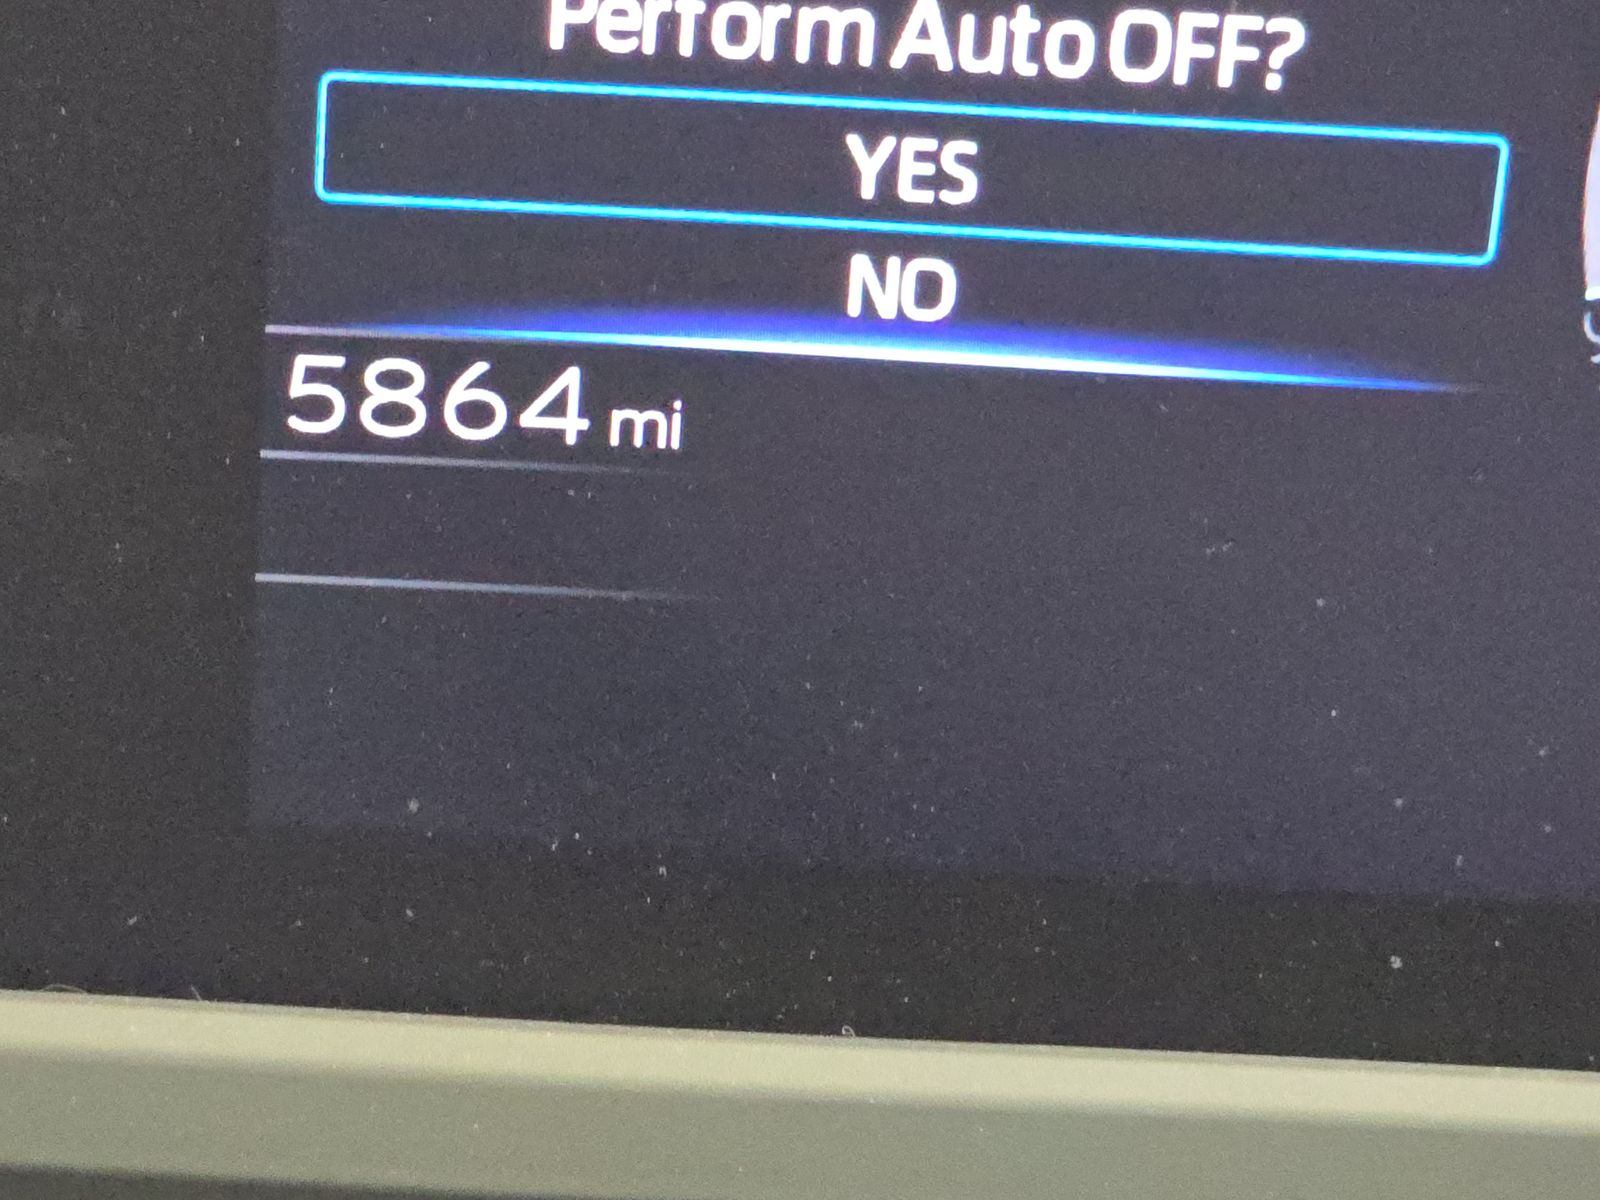 Perform Auto OFF?
YES
NO
5864 mi